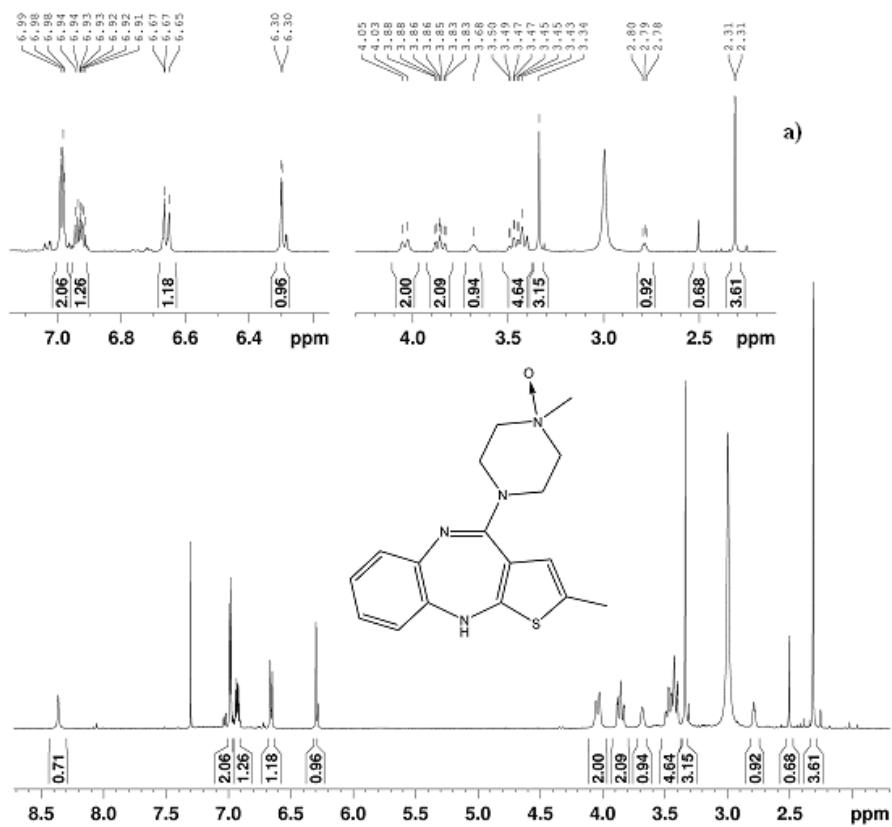 6.99 6.98 6.98 6.94 6.94 6.93 6.93 6.92 6.92 6.91 6.67 6.67 6.65 6.30 6.30
4.05 4.03 3.88 3.88 3.86 3.85 3.83 3.83 3.68 3.50 3.49 3.47 3.47 3.45 3.45 3.43 3.34 2.80 2.79 2.78 2.31 2.31
a)
2.06 1.26 1.18 0.96
7.0 6.8 6.6 6.4 ppm
2.00 2.09 0.94 4.64 3.15 0.92 0.68 3.61
4.0 3.5 3.0 2.5 ppm
O
N
N
N
N
H
S
0.71 2.06 1.26 1.18 0.96 2.00 2.09 0.94 4.64 3.15 0.92 0.68 3.61
8.5 8.0 7.5 7.0 6.5 6.0 5.5 5.0 4.5 4.0 3.5 3.0 2.5 ppm